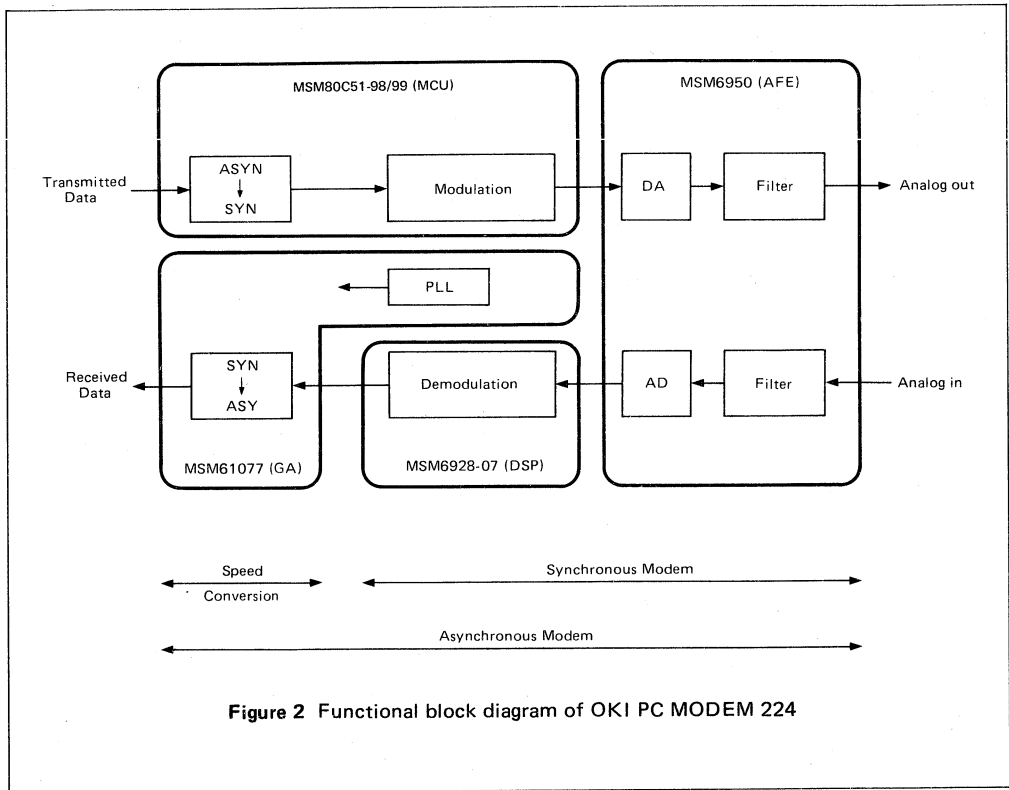 MSM80C51-98/99 (MCU)
MSM6950 (AFE)
Transmitted
Data
ASYN
SYN
Modulation
DA
Filter
Analog out
PLL
Received
Data
SYN
ASY
Demodulation
AD
Filter
Analog in
MSM61077 (GA)
MSM6928-07 (DSP)
Speed
Conversion
Synchronous Modem
Asynchronous Modem
Figure 2 Functional block diagram of OKI PC MODEM 224